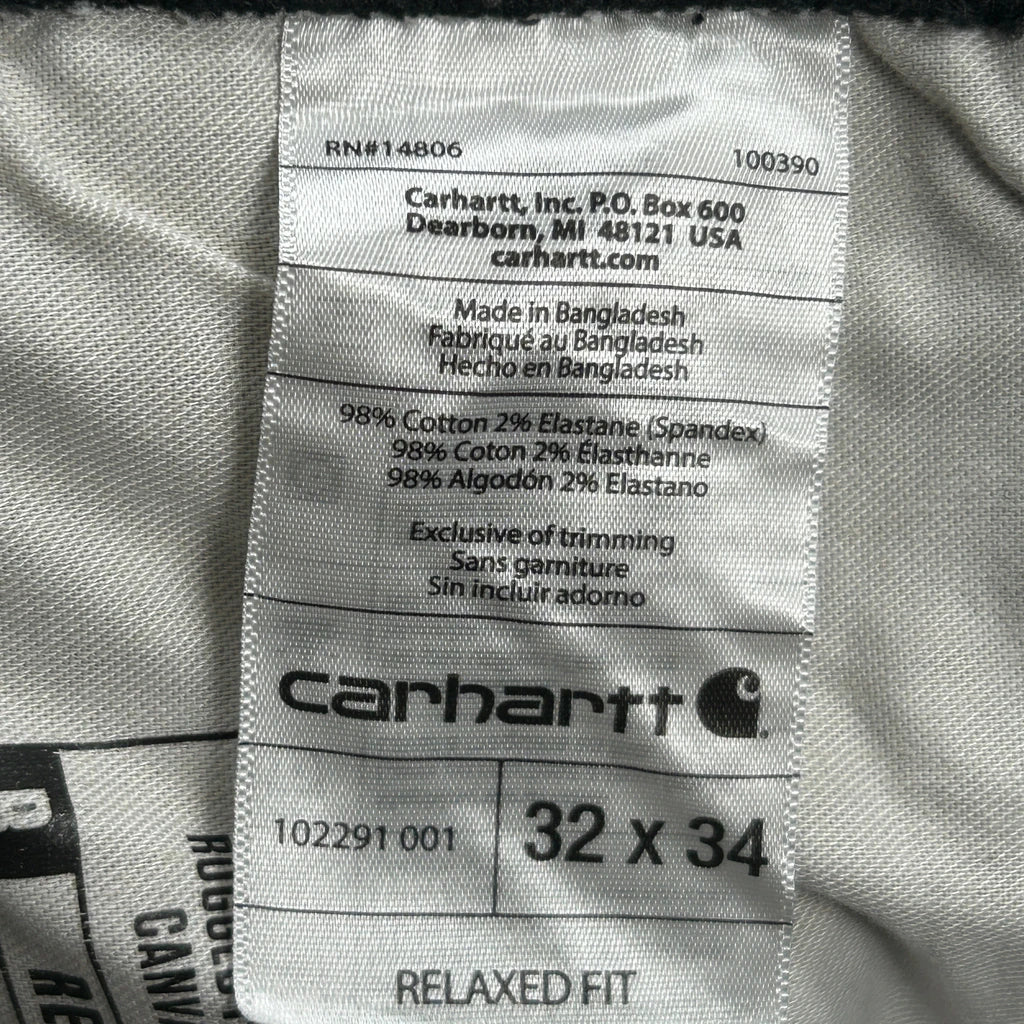 RN#14806
100390
Carhartt, Inc. P.O. Box 600
Dearborn, MI 48121 USA
carhartt.com
Made in Bangladesh
Fabriqué au Bangladesh
Hecho en Bangladesh
98% Cotton 2% Elastane (Spandex)
98% Coton 2% Élasthanne
98% Algodón 2% Elastano
Exclusive of trimming
Sans garniture
Sin incluir adorno
carhartt
102291 001
32 x 34
RELAXED FIT